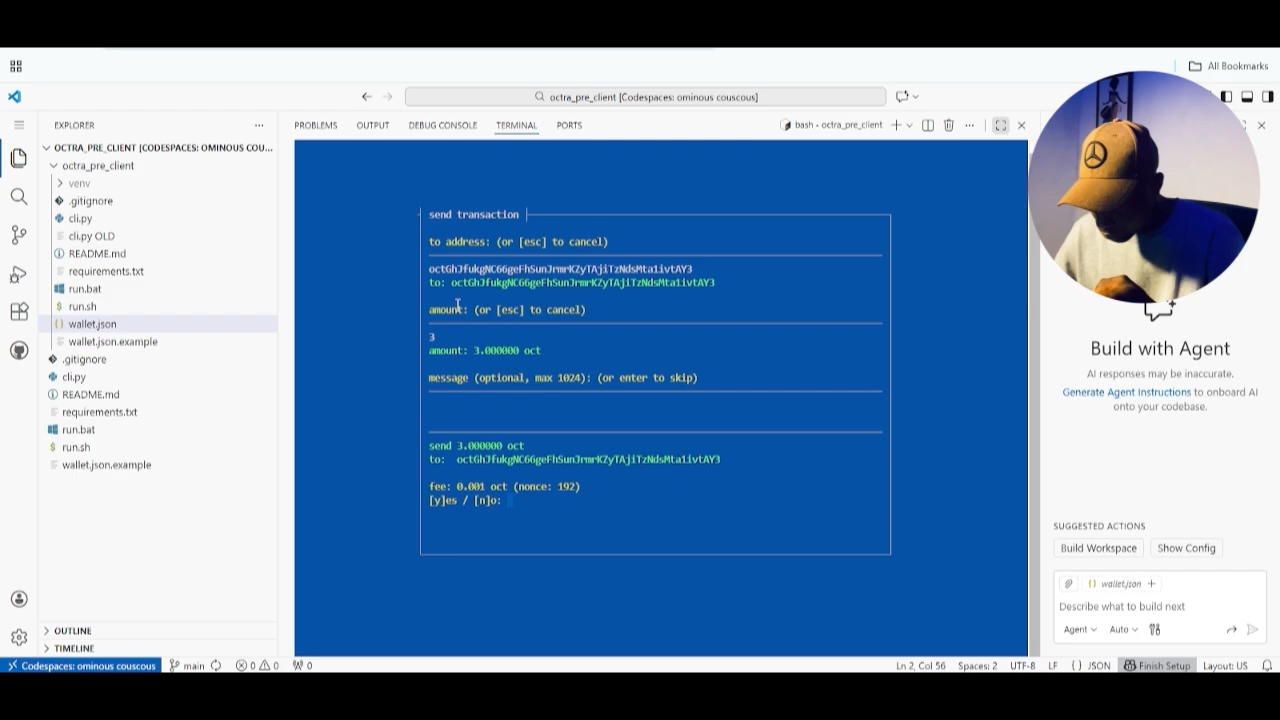 All Bookmarks
octra_pre_client [Codespaces: ominous couscous]
EXPLORER
OCTRA_PRE_CLIENT [CODESPACES: OMINOUS COU...
octra_pre_client
venv
.gitignore
cli.py
cli.py OLD
README.md
requirements.txt
run.bat
run.sh
wallet.json
wallet.json.example
.gitignore
cli.py
README.md
requirements.txt
run.bat
run.sh
wallet.json.example
OUTLINE
TIMELINE
PROBLEMS OUTPUT DEBUG CONSOLE TERMINAL PORTS
bash - octra_pre_client
send transaction
to address: (or [esc] to cancel)
octGhJfukgNC66geFhSunJrmrKZyTAjiTzNdsMta1ivtAY3
to: octGhJfukgNC66geFhSunJrmrKZyTAjiTzNdsMta1ivtAY3
amount: (or [esc] to cancel)
3
amount: 3.000000 oct
message (optional, max 1024): (or enter to skip)
send 3.000000 oct
to: octGhJfukgNC66geFhSunJrmrKZyTAjiTzNdsMta1ivtAY3
fee: 0.001 oct (nonce: 192)
[y]es / [n]o:
Build with Agent
AI responses may be inaccurate.
Generate Agent Instructions to onboard AI
onto your codebase.
SUGGESTED ACTIONS
Build Workspace Show Config
{} wallet.json +
Describe what to build next
Agent Auto
Codespaces: ominous couscous main 0 0 0 Ln 2, Col 56 Spaces: 2 UTF-8 LF {} JSON Finish Setup Layout: US